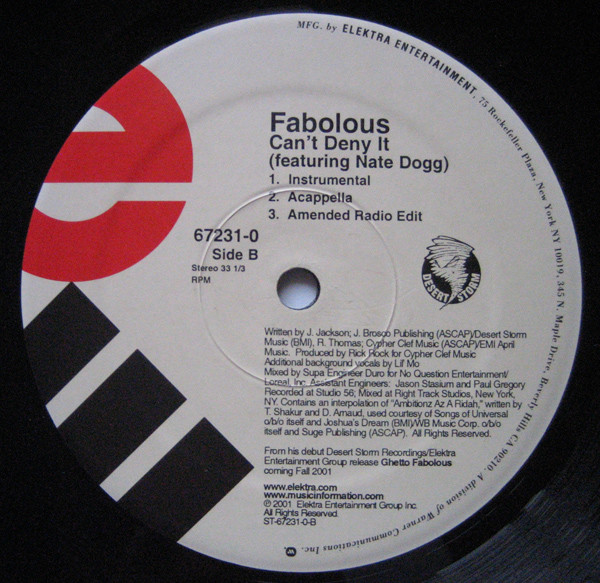 MFG. by ELEKTRA ENTERTAINMENT, 75 Rockefeller Plaza, New York NY 10019, 345 N. Maple Drive, Beverly Hills CA 90210. A division of Warner Communications Inc.
Fabolous
Can't Deny It
(featuring Nate Dogg)
1. Instrumental
2. Acappella
3. Amended Radio Edit
67231-0
Side B
Stereo 33 1/3
RPM
DESERT STORM
Written by J. Jackson; J. Brosco Publishing (ASCAP)/Desert Storm
Music (BMI), R. Thomas; Cypher Clef Music (ASCAP)/EMI April
Music. Produced by Rick Rock for Cypher Clef Music
Additional background vocals by Lil' Mo
Mixed by Supa Engineer Duro for No Question Entertainment/
Loreal, Inc. Assistant Engineers: Jason Stasium and Paul Gregory
Recorded at Studio 56; Mixed at Right Track Studios, New York,
NY. Contains an interpolation of "Ambitionz Az A Ridah," written by
T. Shakur and D. Arnaud, used courtesy of Songs of Universal
o/b/o itself and Joshua's Dream (BMI)/WB Music Corp. o/b/o
itself and Suge Publishing (ASCAP). All Rights Reserved.
From his debut Desert Storm Recordings/Elektra
Entertainment Group release Ghetto Fabolous
coming Fall 2001
www.elektra.com
www.musicinformation.com
℗ 2001 Elektra Entertainment Group Inc.
All Rights Reserved.
ST-67231-0-B